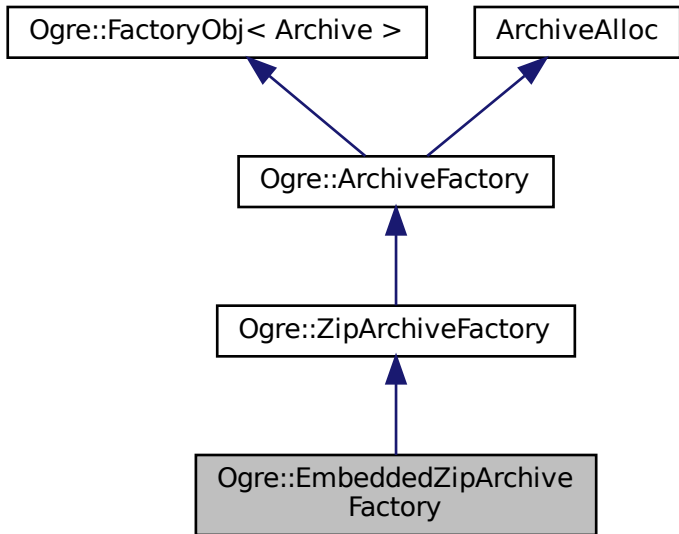 Ogre::FactoryObj< Archive >
ArchiveAlloc
Ogre::ArchiveFactory
Ogre::ZipArchiveFactory
Ogre::EmbeddedZipArchive
Factory